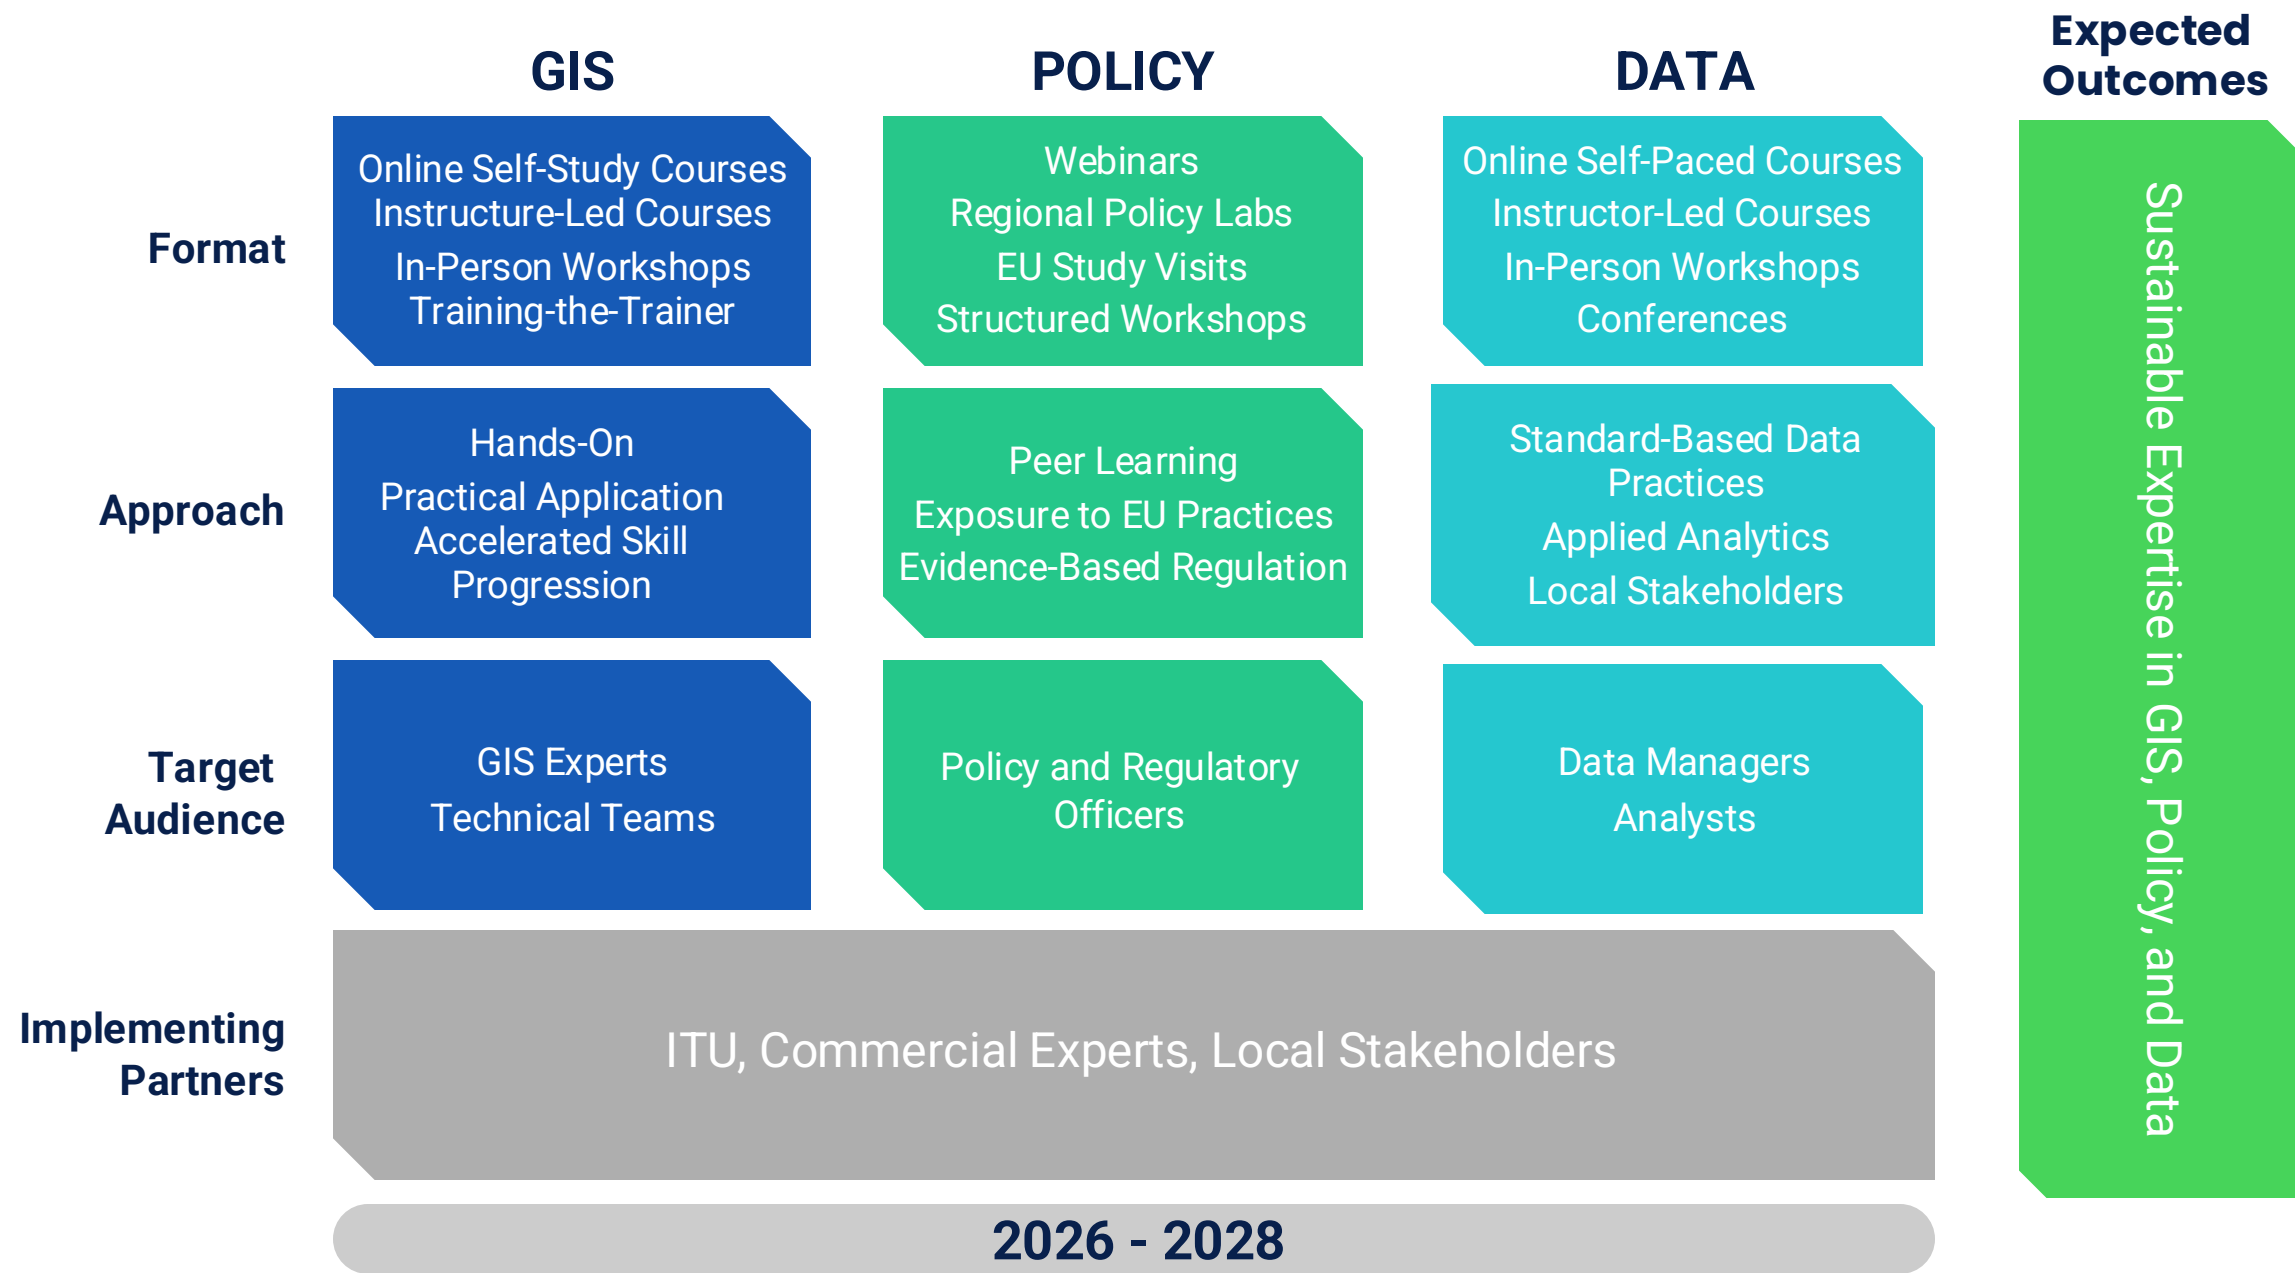 GIS
POLICY
DATA
Expected
Outcomes
Format
Online Self-Study Courses
Instructure-Led Courses
In-Person Workshops
Training-the-Trainer
Webinars
Regional Policy Labs
EU Study Visits
Structured Workshops
Online Self-Paced Courses
Instructor-Led Courses
In-Person Workshops
Conferences
Approach
Hands-On
Practical Application
Accelerated Skill
Progression
Peer Learning
Exposure to EU Practices
Evidence-Based Regulation
Standard-Based Data
Practices
Applied Analytics
Local Stakeholders
Target
Audience
GIS Experts
Technical Teams
Policy and Regulatory
Officers
Data Managers
Analysts
Implementing
Partners
ITU, Commercial Experts, Local Stakeholders
Sustainable Expertise in GIS, Policy, and Data
2026 - 2028